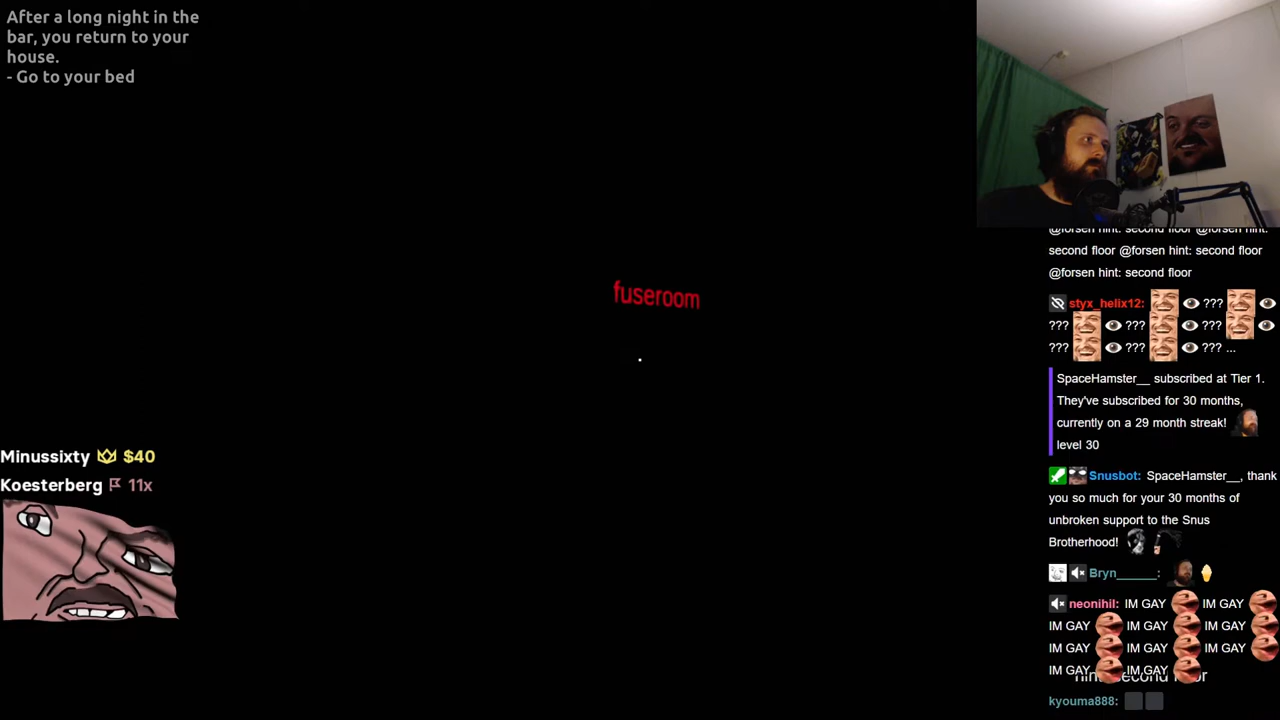 After a long night in the
bar, you return to your
house.
- Go to your bed
fuseroom
Minussixty $40
Koesterberg 11x
@forsen hint: second floor @forsen hint:
second floor @forsen hint: second floor
@forsen hint: second floor
styx_helix12: ???
??? ??? ???
??? ??? ??? ...
SpaceHamster__ subscribed at Tier 1.
They've subscribed for 30 months,
currently on a 29 month streak!
level 30
Snusbot: SpaceHamster__, thank
you so much for your 30 months of
unbroken support to the Snus
Brotherhood!
Bryn______:
neonihil: IM GAY IM GAY
IM GAY IM GAY IM GAY
IM GAY IM GAY IM GAY
IM GAY IM GAY
hint: second floor
kyouma888: